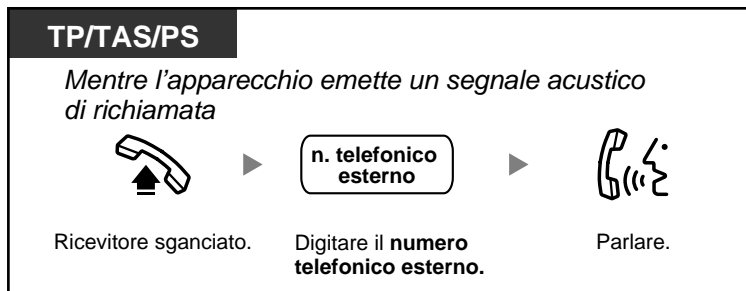 TP/TAS/PS
Mentre l'apparecchio emette un segnale acustico
di richiamata
n. telefonico
esterno
Ricevitore sganciato.
Digitare il numero
telefonico esterno.
Parlare.